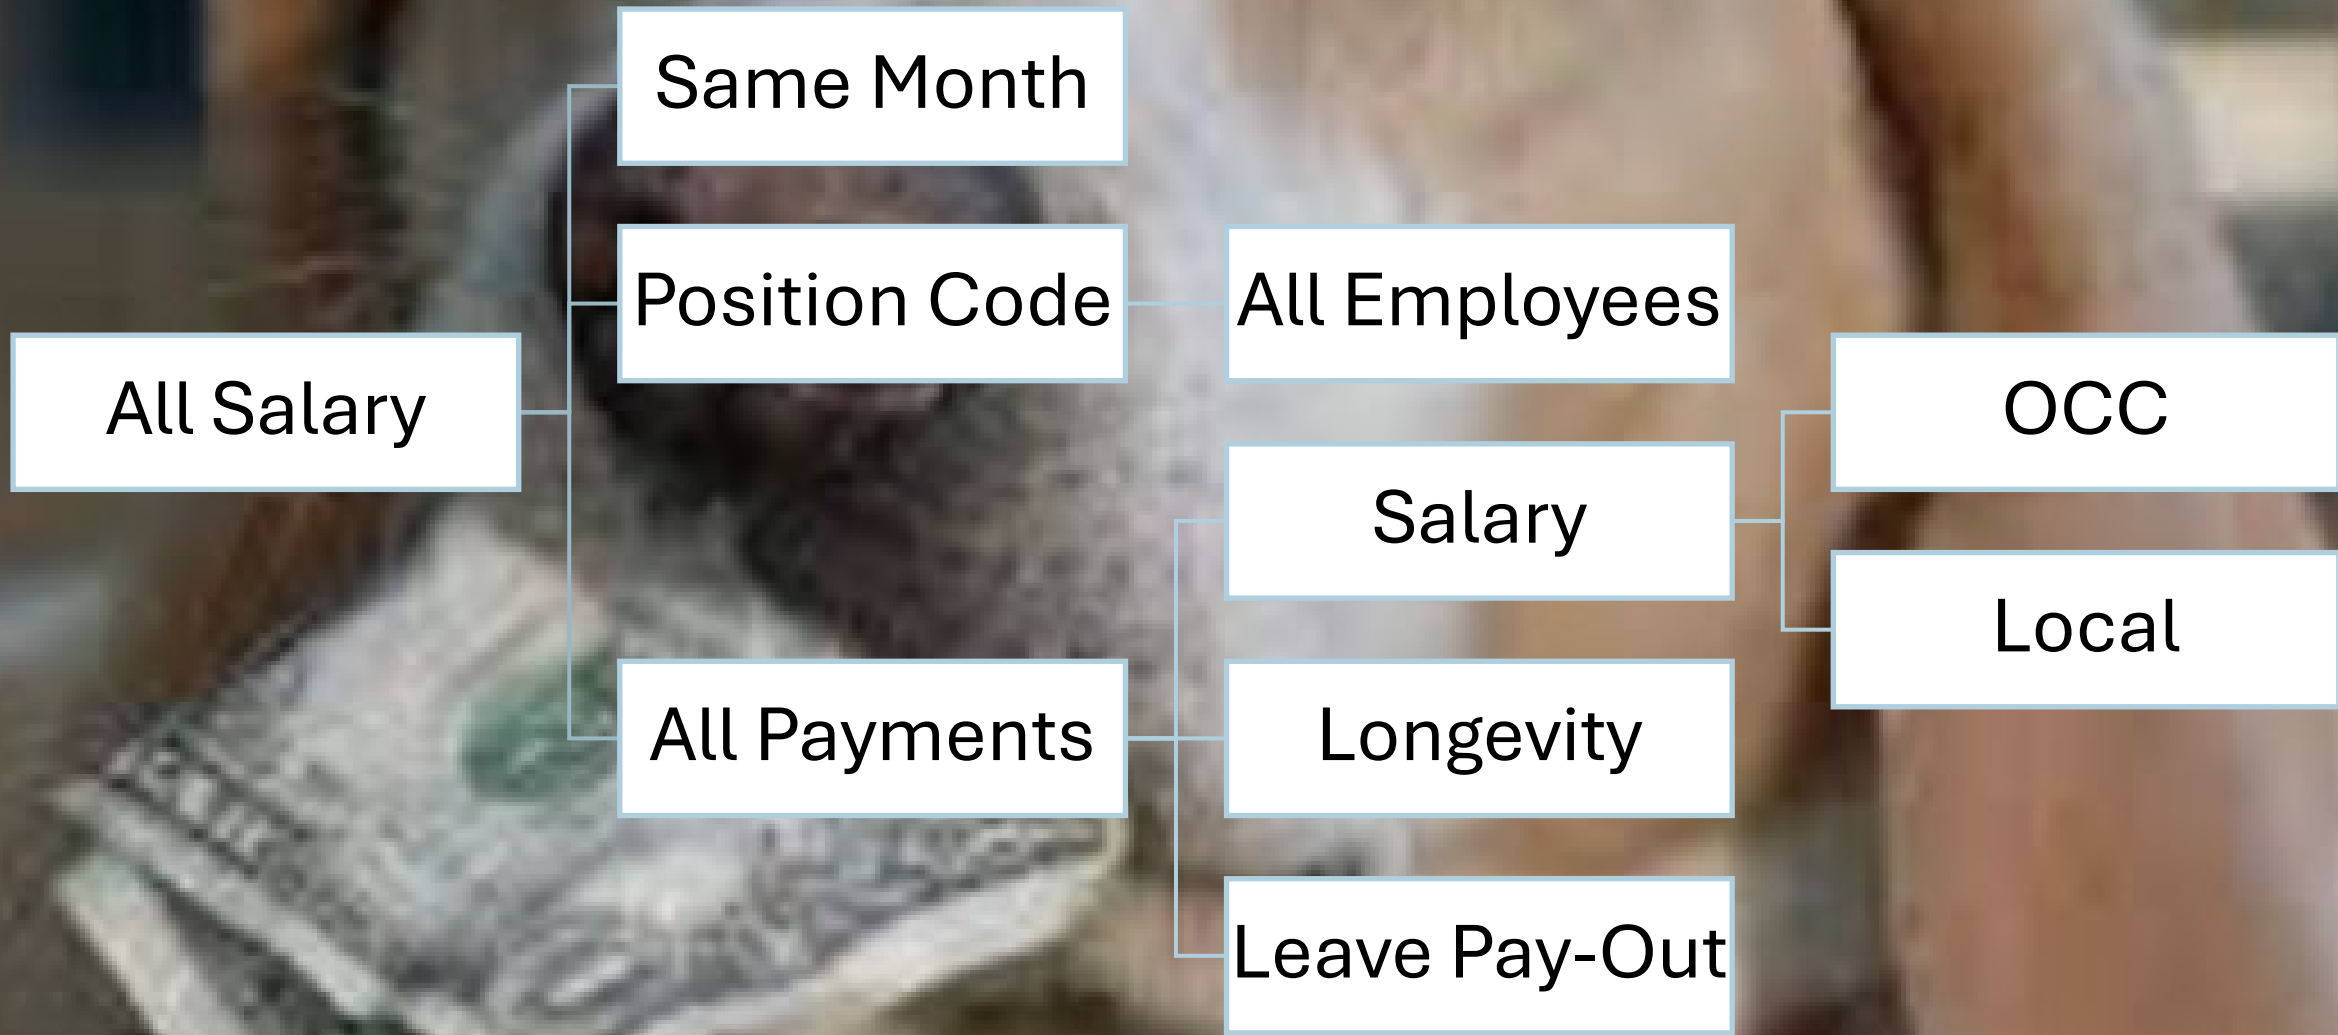 Same Month
Position Code
All Employees
All Salary
OCC
Salary
Local
All Payments
Longevity
Leave Pay-Out